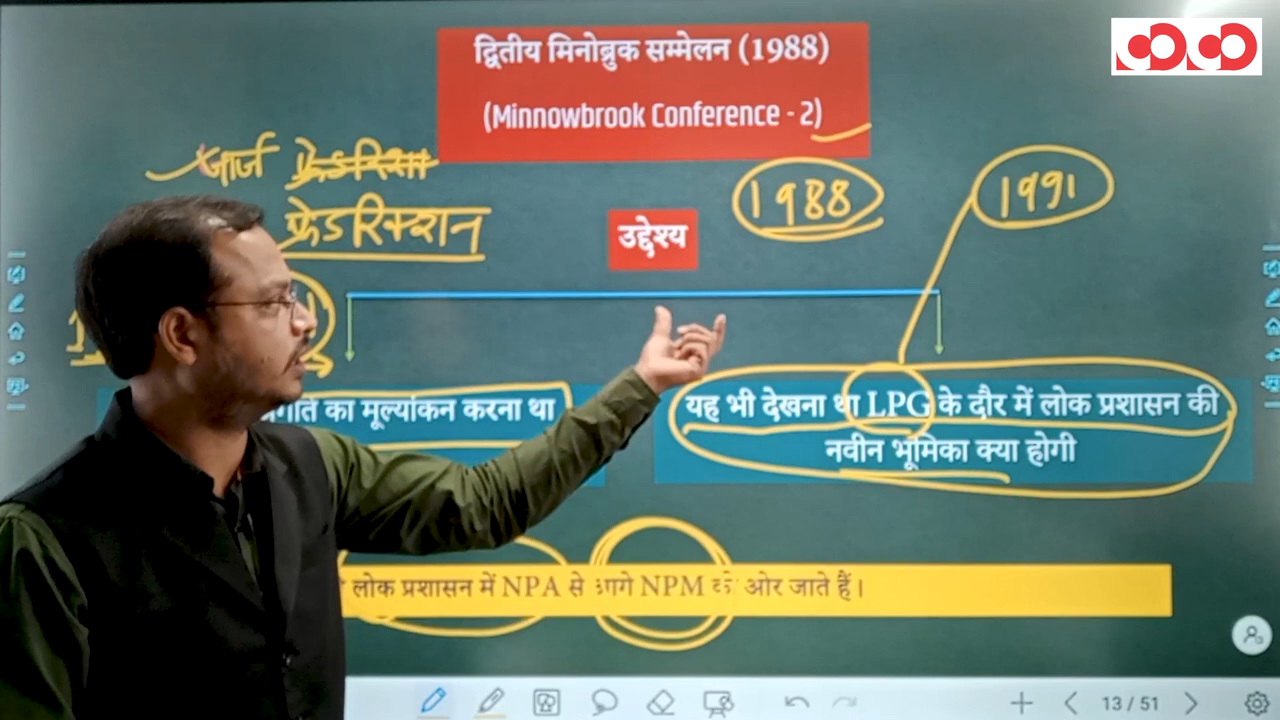 द्वितीय मिनोब्रुक सम्मेलन (1988)
(Minnowbrook Conference - 2)
जार्ज
फ्रेडरिक्शन
1988
1991
उद्देश्य
का मूल्यांकन करना था
यह भी देखना था LPG के दौर में लोक प्रशासन की
नवीन भूमिका क्या होगी
लोक प्रशासन में NPA से आगे NPM की ओर जाते हैं।
13 / 51